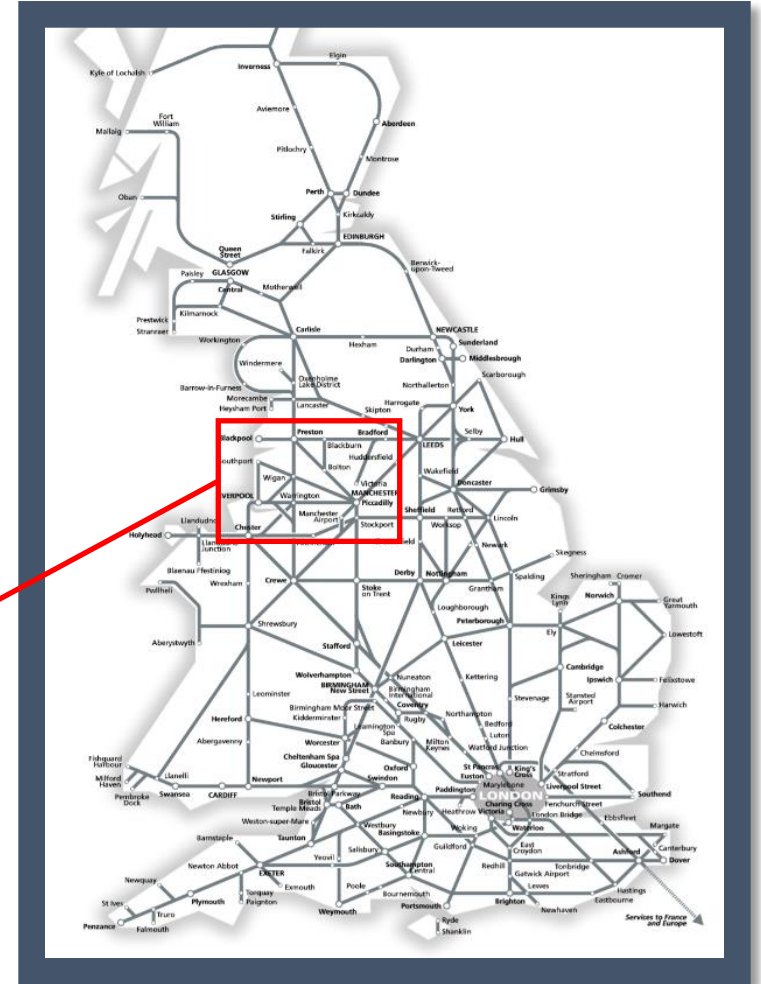 Elgin
Inverness
Kyle of Lochalsh
Aviemore
Fort
William
Aberdeen
Mallaig
Pitlochry
Montrose
Perth
Dundee
Oban
Stirling
Kirkcaldy
EDINBURGH
Queen
Street
Falkirk
Berwick-
upon-Tweed
Paisley
GLASGOW
Central
Motherwell
Prestwick
Kilmarnock
Stranraer
Carlisle
NEWCASTLE
Workington
Hexham
Durham
Sunderland
Darlington
Middlesbrough
Windermere
Scarborough
Oxenholme
Lake District
Northallerton
Barrow-in-Furness
Morecambe
Heysham Port
Lancaster
Harrogate
York
Skipton
Blackpool
Preston
Bradford
Selby
Hull
Blackburn
LEEDS
Huddersfield
outhport
Bolton
Wakefield
Wigan
Victoria
Doncaster
VERPOOL
Warrington
MANCHESTER
Piccadilly
Grimsby
Manchester
Airport
Sheffield
Retford
Lincoln
Llandudno
Chester
Stockport
Worksop
Holyhead
Llandudno
Junction
field
Newark
Skegness
Blaenau Ffestiniog
Derby
Nottingham
Spalding
Sheringham
Cromer
Pwllheli
Wrexham
Crewe
Stoke
on Trent
Grantham
Kings
Lynn
Norwich
Great
Yarmouth
Loughborough
Shrewsbury
Peterborough
Aberystwyth
Stafford
Leicester
Ely
Lowestoft
Wolverhampton
Nuneaton
Kettering
Cambridge
BIRMINGHAM
New Street
Birmingham
International
Ipswich
Felixstowe
Leominster
Coventry
Stevenage
Stansted
Airport
Birmingham Moor Street
Kidderminster
Rugby
Northampton
Harwich
Hereford
Leamington
Spa
Bedford
Colchester
Abergavenny
Worcester
Banbury
Milton
Keynes
Luton
Watford Junction
Chelmsford
Fishguard
Harbour
Cheltenham Spa
Gloucester
Oxford
St Pancras
Euston
King's
Cross
Stratford
Milford
Haven
Llanelli
Swindon
Marylebone
Liverpool Street
Pembroke
Dock
Swansea
CARDIFF
Newport
Bristol Parkway
Reading
Paddington
LONDON
Southend
Bristol
Temple Meads
Bath
Newbury
Heathrow
Victoria
Charing Cross
Fenchurch Street
London Bridge
Ebbsfleet
Weston-super-Mare
Westbury
Basingstoke
Woking
Waterloo
Margate
Barnstaple
Taunton
Salisbury
Guildford
East
Croydon
Canterbury
Newton Abbot
Yeovil
Southampton
Central
Redhill
Tonbridge
Ashford
Dover
EXETER
Gatwick Airport
Newquay
Exmouth
Poole
Lewes
Hastings
St Ives
Plymouth
Torquay
Paignton
Bournemouth
Eastbourne
Truro
Weymouth
Portsmouth
Brighton
Newhaven
Penzance
Falmouth
Ryde
Shanklin
Services to France
and Europe